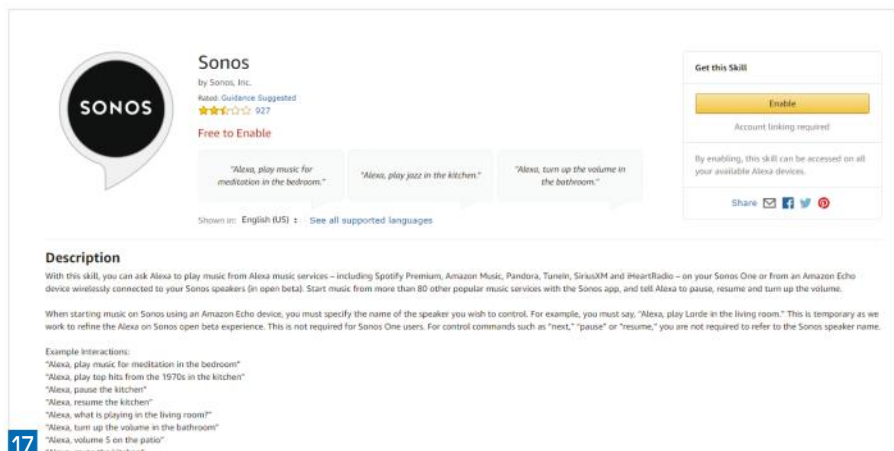 Sonos
by Sonos, Inc.
Rated: Guidance Suggested
927
Free to Enable
SONOS
"Alexa, play music for
meditation in the bedroom."
"Alexa, play jazz in the kitchen."
"Alexa, turn up the volume in
the bathroom."
Shown in: English (US)
See all supported languages
Get this Skill
Enable
Account linking required
By enabling, this skill can be accessed on all
your available Alexa devices.
Share
Description
With this skill, you can ask Alexa to play music from Alexa music services – including Spotify Premium, Amazon Music, Pandora, TuneIn, SiriusXM and iHeartRadio – on your Sonos One or from an Amazon Echo
device wirelessly connected to your Sonos speakers (in open beta). Start music from more than 80 other popular music services with the Sonos app, and tell Alexa to pause, resume and turn up the volume.
When starting music on Sonos using an Amazon Echo device, you must specify the name of the speaker you wish to control. For example, you must say, "Alexa, play Lorde in the living room." This is temporary as we
work to refine the Alexa on Sonos open beta experience. This is not required for Sonos One users. For control commands such as "next," "pause" or "resume," you are not required to refer to the Sonos speaker name.
Example Interactions:
"Alexa, play music for meditation in the bedroom"
"Alexa, play top hits from the 1970s in the kitchen"
"Alexa, pause the kitchen"
"Alexa, resume the kitchen"
"Alexa, what is playing in the living room?"
"Alexa, turn up the volume in the bathroom"
"Alexa, volume 5 on the patio"
17